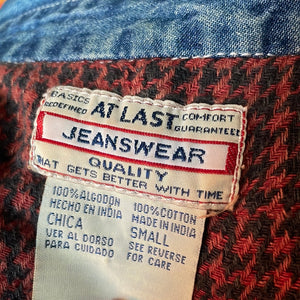 BASICS REDEFINED
AT LAST
COMFORT GUARANTEED
JEANSWEAR
QUALITY
THAT GETS BETTER WITH TIME
100% ALGODON
HECHO EN INDIA
CHICA
VER AL DORSO
PARA CUIDADO
100% COTTON
MADE IN INDIA
SMALL
SEE REVERSE
FOR CARE